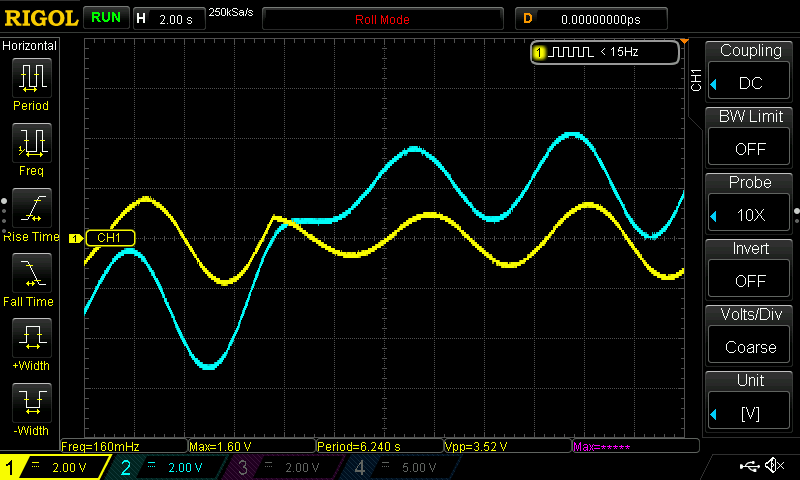 RIGOL RUN H 2.00 s 250kSa/s Roll Mode D 0.00000000ps
Horizontal
Period
Freq
Rise Time
Fall Time
+Width
-Width
1 < 15Hz
1 CH1
CH1
Coupling
DC
BW Limit
OFF
Probe
10X
Invert
OFF
Volts/Div
Coarse
Unit
[V]
Freq=160mHz Max=1.60 V Period=6.240 s Vpp=3.52 V Max=*****
1 2.00 V 2 2.00 V 3 2.00 V 4 5.00 V